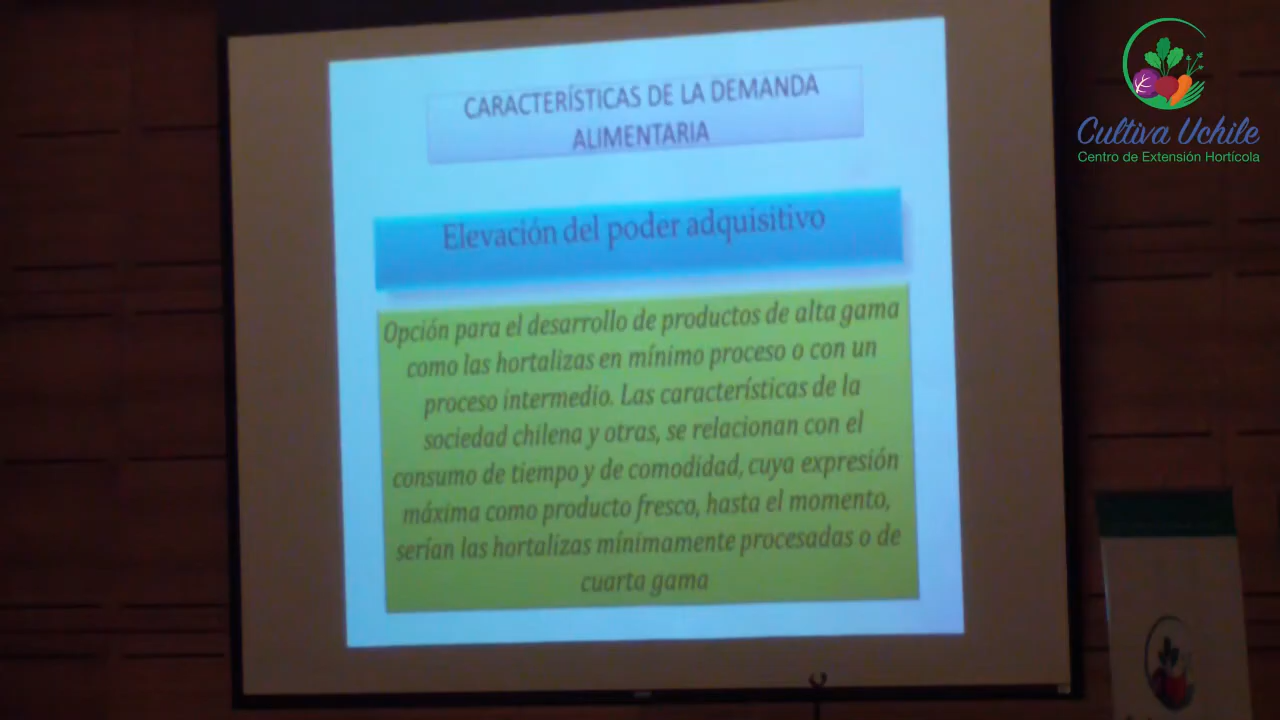 CARACTERÍSTICAS DE LA DEMANDA
ALIMENTARIA
Elevación del poder adquisitivo
Opción para el desarrollo de productos de alta gama
como las hortalizas en mínimo proceso o con un
proceso intermedio. Las características de la
sociedad chilena y otras, se relacionan con el
consumo de tiempo y de comodidad, cuya expresión
máxima como producto fresco, hasta el momento,
serían las hortalizas mínimamente procesadas o de
cuarta gama
Cultiva Uchile
Centro de Extensión Hortícola